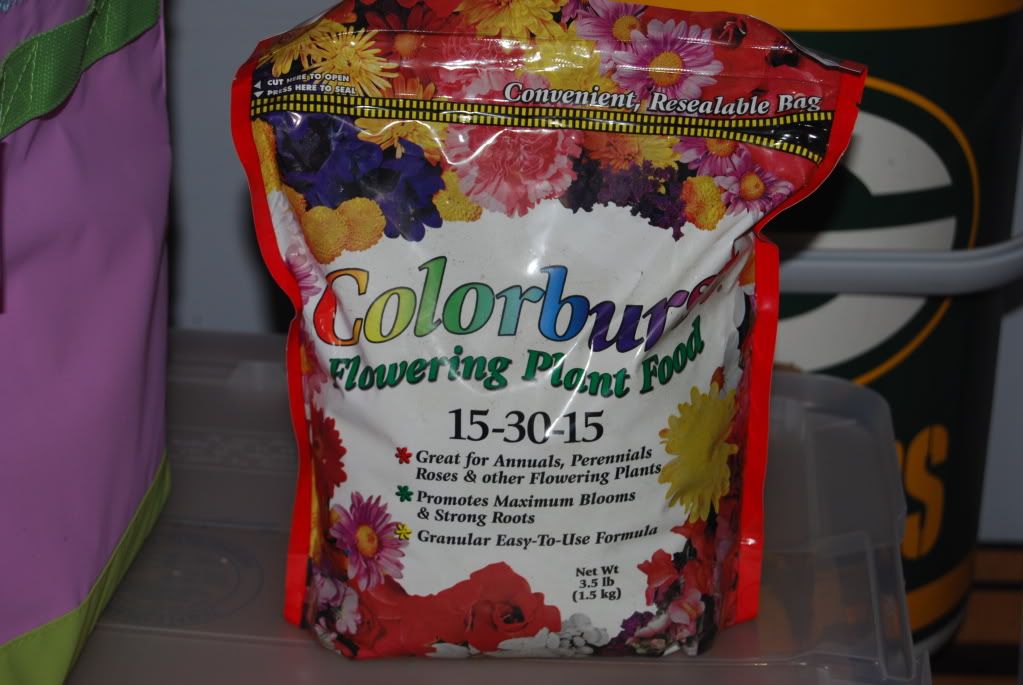 CUT HERE TO OPEN
PRESS HERE TO SEAL
Convenient, Resealable Bag
Colorburst
Flowering Plant Food
15-30-15
Great for Annuals, Perennials
Roses & other Flowering Plants
Promotes Maximum Blooms
& Strong Roots
Granular Easy-To-Use Formula
Net Wt
3.5 lb
(1.5 kg)
G